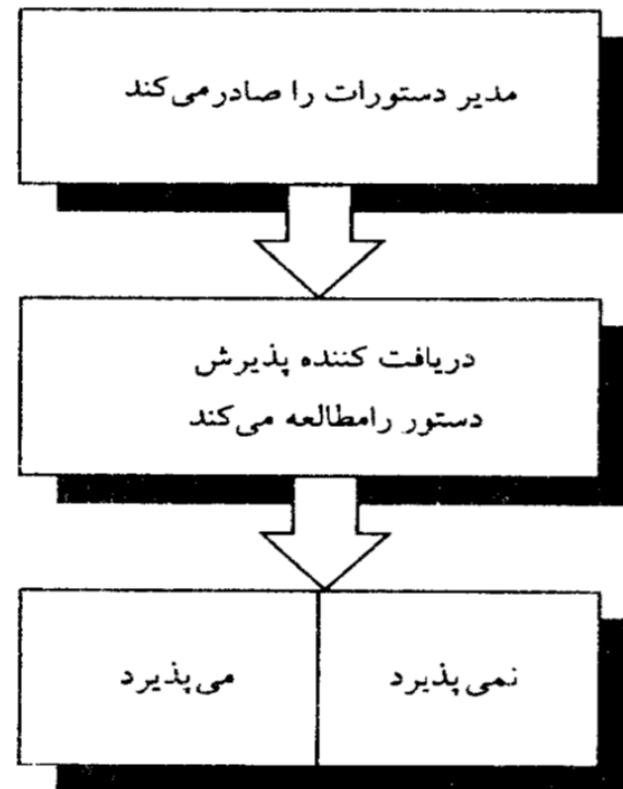 مدیر دستورات را صادر می‌کند
دریافت کننده پذیرش
دستور را مطالعه می‌کند
نمی‌پذیرد
می‌پذیرد